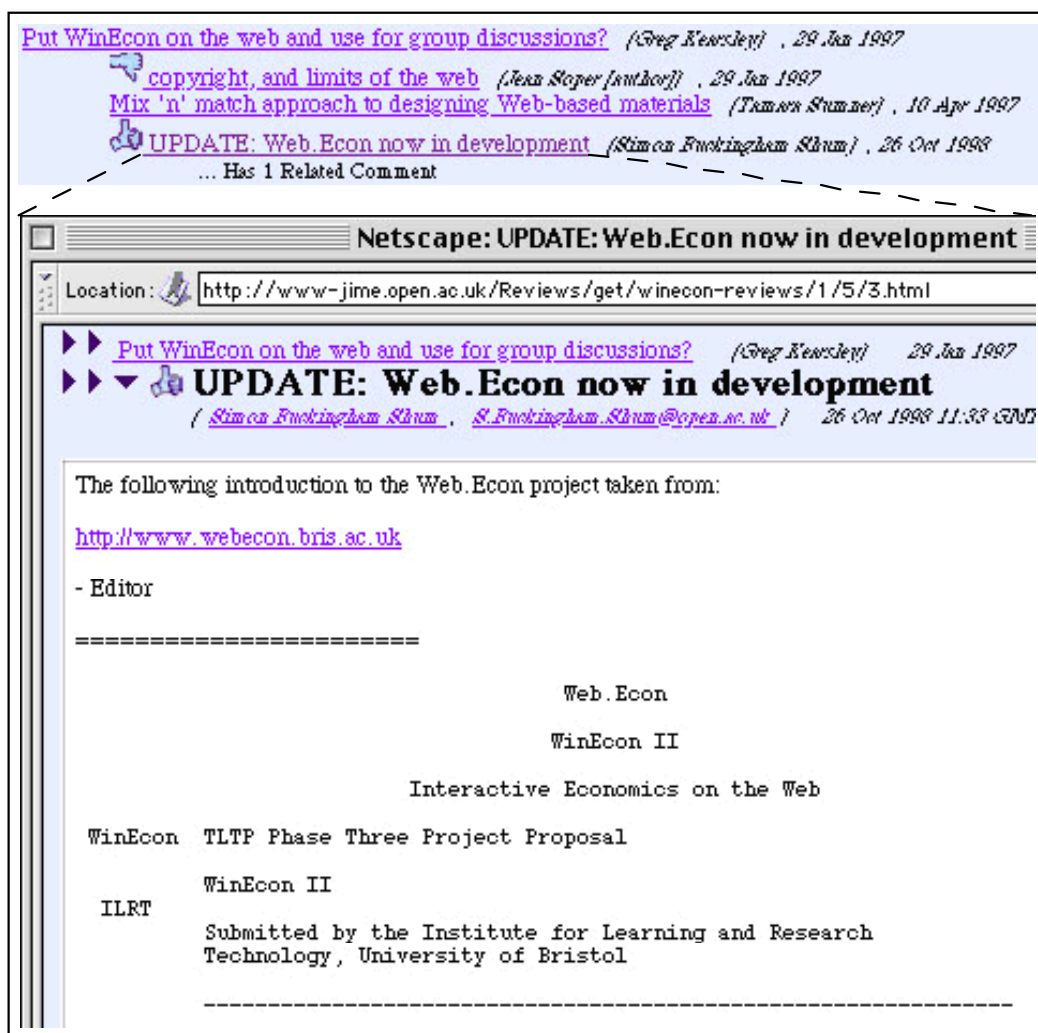 Put WinEcon on the web and use for group discussions? (Greg Kearsley) , 29 Jan 1997
copyright, and limits of the web (Jean Soper [author]) , 29 Jan 1997
Mix 'n' match approach to designing Web-based materials (Tamara Sumner) , 10 Apr 1997
UPDATE: Web.Econ now in development (Simon Buckingham Shum) , 26 Oct 1998
... Has 1 Related Comment
Netscape: UPDATE: Web.Econ now in development
Location: http://www-jime.open.ac.uk/Reviews/get/winecon-reviews/1/5/3.html
Put WinEcon on the web and use for group discussions? (Greg Kearsley) 29 Jan 1997
UPDATE: Web.Econ now in development
( Simon Buckingham Shum , S.Buckingham.Shum@open.ac.uk ) 26 Oct 1998 11:33 GMT
The following introduction to the Web.Econ project taken from:
http://www.webecon.bris.ac.uk
- Editor
=======================
Web.Econ
WinEcon II
Interactive Economics on the Web
WinEcon TLTP Phase Three Project Proposal
WinEcon II
ILRT
Submitted by the Institute for Learning and Research
Technology, University of Bristol
---------------------------------------------------------------